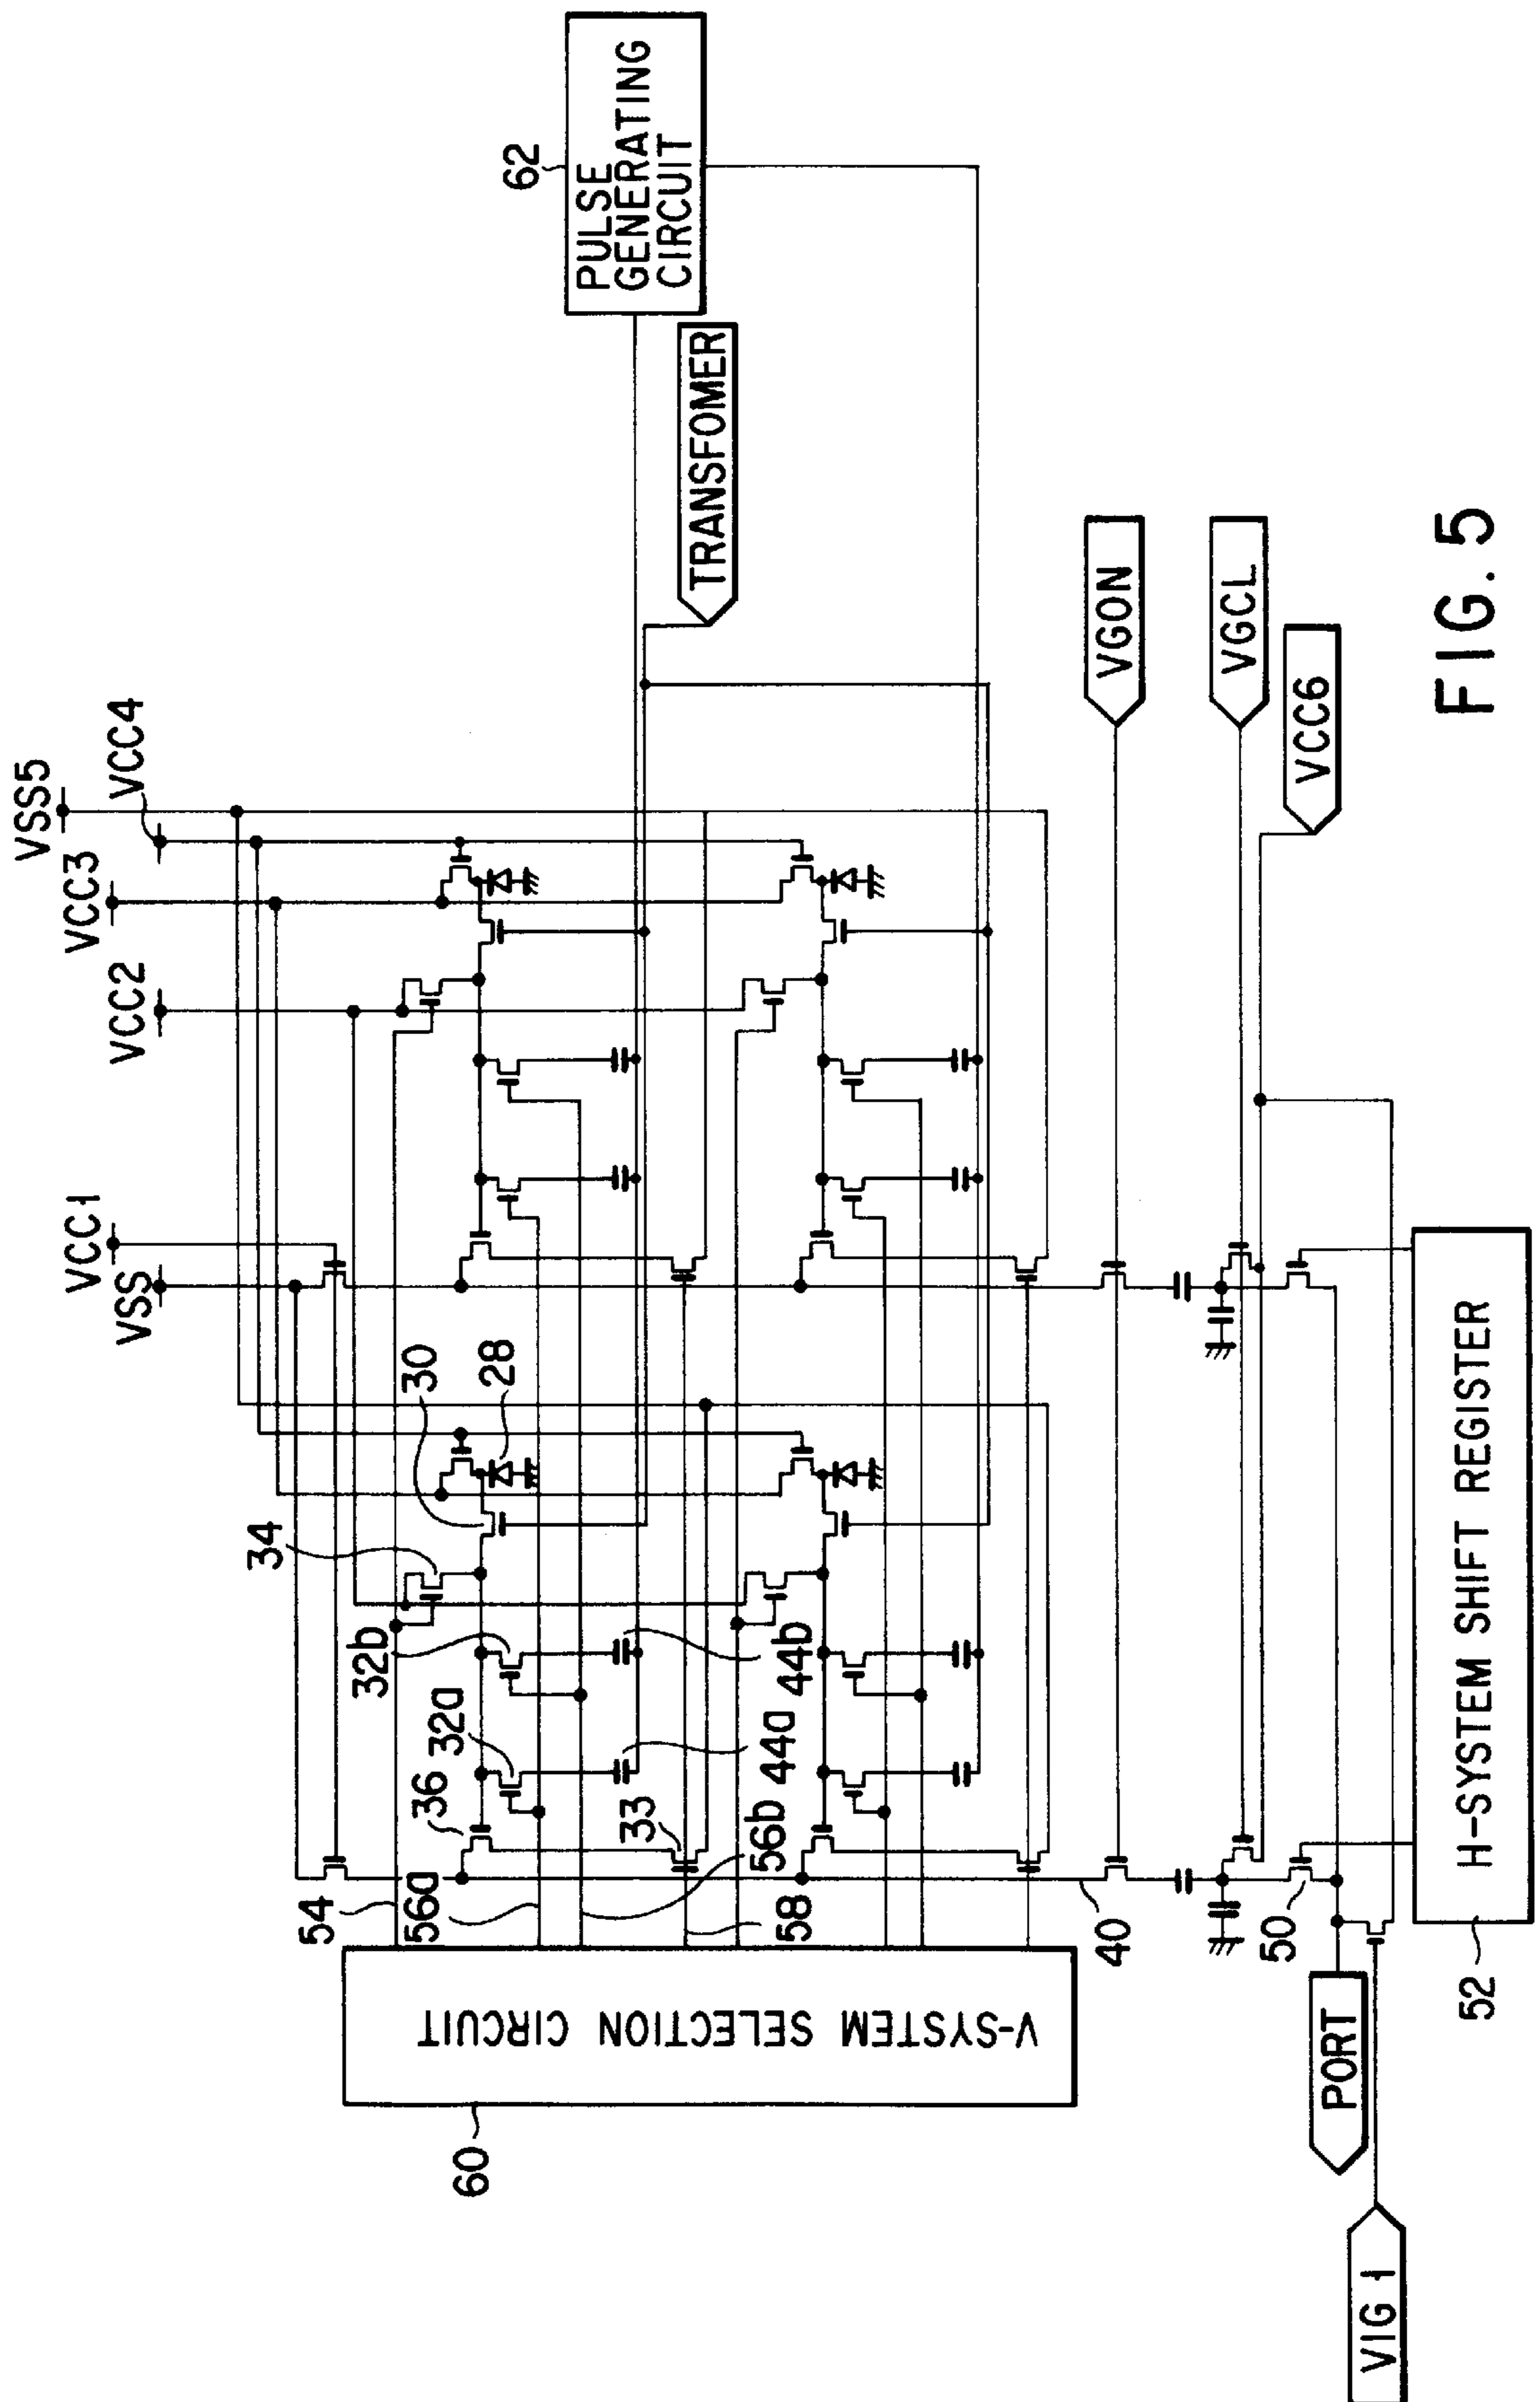 VSS5
VCC4
VCC3
VCC2
VCC1
VSS
62
PULSE
GENERATING
CIRCUIT
TRANSFOMER
34
30
28
32b
32a
36
44b
44a
33
54
56a
56b
58
V-SYSTEM SELECTION CIRCUIT
60
40
VGON
VGCL
VCC6
50
PORT
VIG 1
H-SYSTEM SHIFT REGISTER
52
FIG. 5